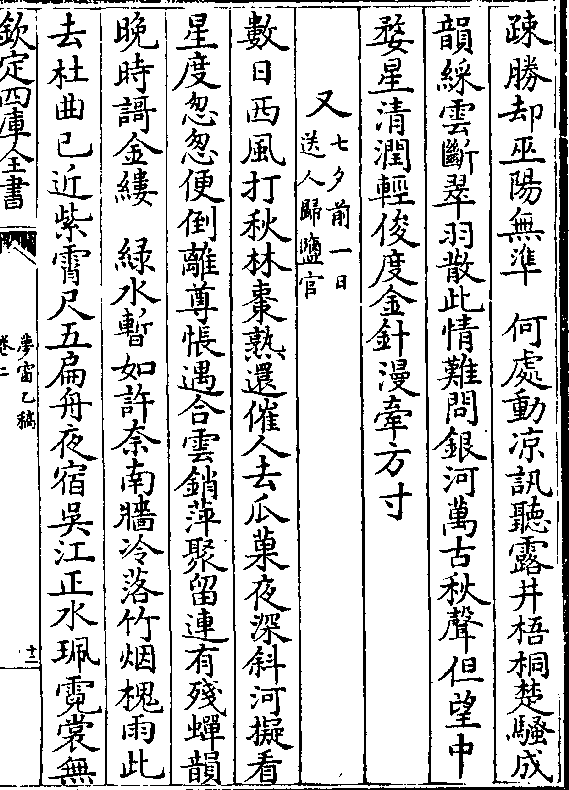 疎勝却巫陽無準　何處動凉訊聽露井梧桐楚騷成
韻綵雲斷翠羽散此情難問銀河萬古秋聲但望中
婺星清潤輕俊度金針漫牽方寸
又
七夕前一日
送人歸鹽官
數日西風打秋林棗熟還催人去瓜菓夜深斜河擬看
星度怱怱便倒離尊悵遇合雲銷萍聚留連有殘蟬韻
晚時謌金縷　緑水暫如許奈南牆冷落竹烟槐雨此
去杜曲已近紫霄尺五扁舟夜宿吳江正水珮霓裳無
欽定四庫全書
夢窗乙稿
卷二
十三